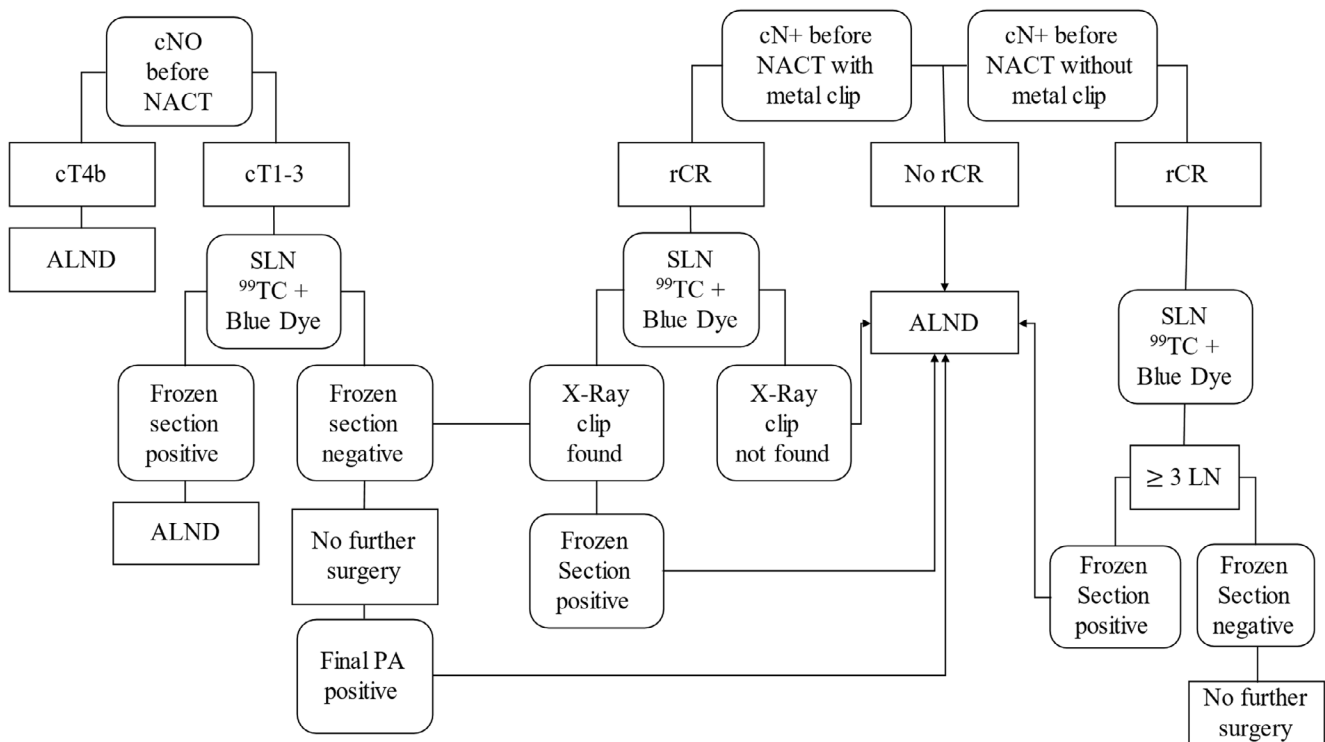 cNO
before
NACT
cT4b
cT1-3
ALND
SLN
⁹⁹TC +
Blue Dye
Frozen
section
positive
Frozen
section
negative
ALND
No further
surgery
Final PA
positive
cN+ before
NACT with
metal clip
cN+ before
NACT without
metal clip
rCR
No rCR
rCR
SLN
⁹⁹TC +
Blue Dye
ALND
SLN
⁹⁹TC +
Blue Dye
X-Ray
clip
found
X-Ray
clip
not found
Frozen
Section
positive
≥ 3 LN
Frozen
Section
positive
Frozen
Section
negative
No further
surgery